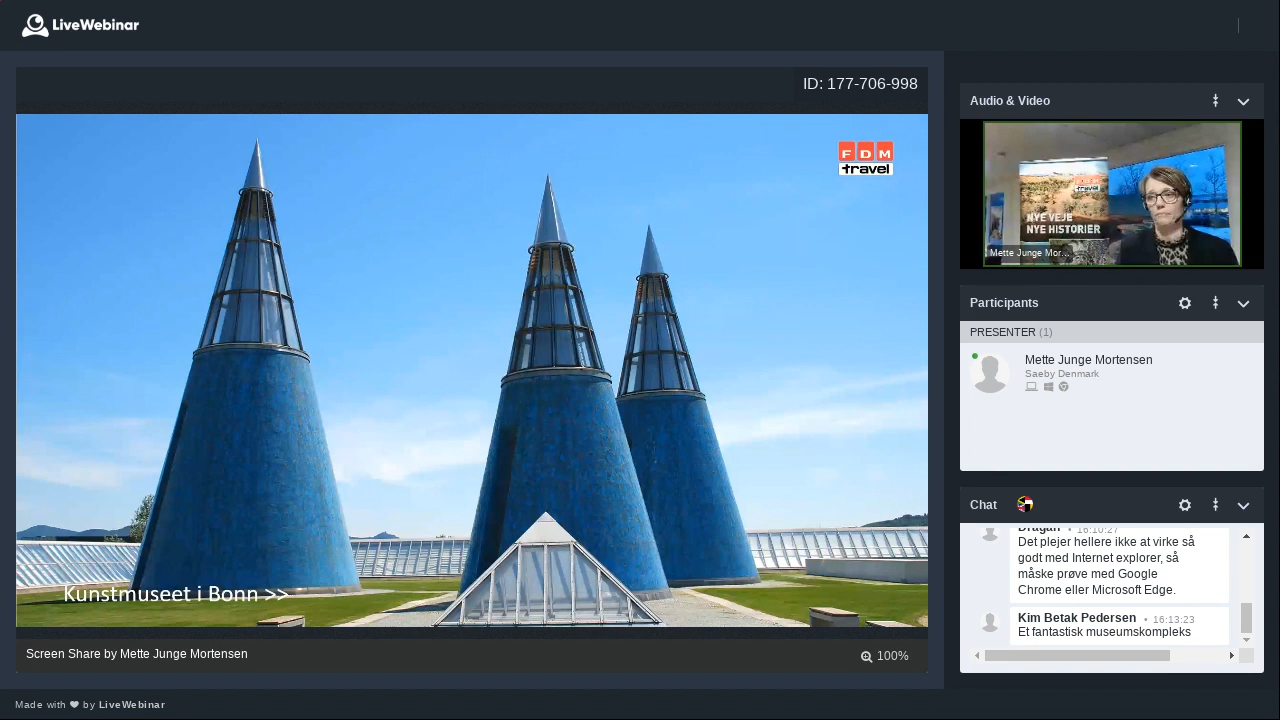 LiveWebinar
ID: 177-706-998
FDM
travel
Kunstmuseet i Bonn >>
Screen Share by Mette Junge Mortensen
100%
Audio & Video
FDM
travel
NYE VEJE
NYE HISTORIER
Mette Junge Mor...
Participants
PRESENTER (1)
Mette Junge Mortensen
Saeby Denmark
Chat
Dragan • 16:10:27
Det plejer hellere ikke at virke så
godt med Internet explorer, så
måske prøve med Google
Chrome eller Microsoft Edge.
Kim Betak Pedersen • 16:13:23
Et fantastisk museumskompleks
Made with ❤ by LiveWebinar